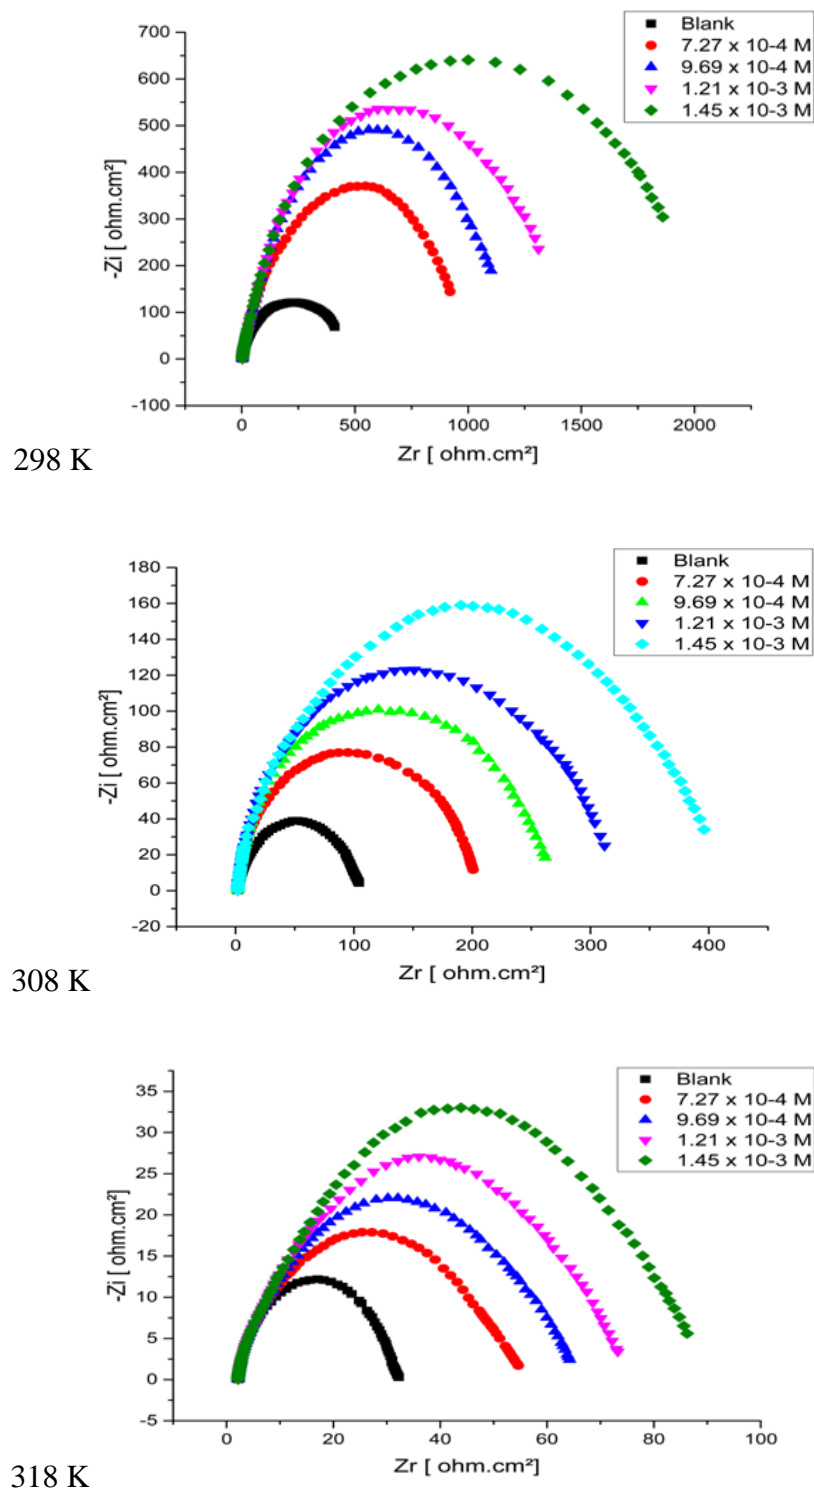 700
600
500
400
300
200
100
0
-100
-Zi [ ohm.cm²]
0 500 1000 1500 2000
Zr [ ohm.cm²]
Blank
7.27 x 10-4 M
9.69 x 10-4 M
1.21 x 10-3 M
1.45 x 10-3 M
298 K
180
160
140
120
100
80
60
40
20
0
-20
-Zi [ ohm.cm²]
0 100 200 300 400
Zr [ ohm.cm²]
Blank
7.27 x 10-4 M
9.69 x 10-4 M
1.21 x 10-3 M
1.45 x 10-3 M
308 K
35
30
25
20
15
10
5
0
-5
-Zi [ ohm.cm²]
0 20 40 60 80 100
Zr [ ohm.cm²]
Blank
7.27 x 10-4 M
9.69 x 10-4 M
1.21 x 10-3 M
1.45 x 10-3 M
318 K